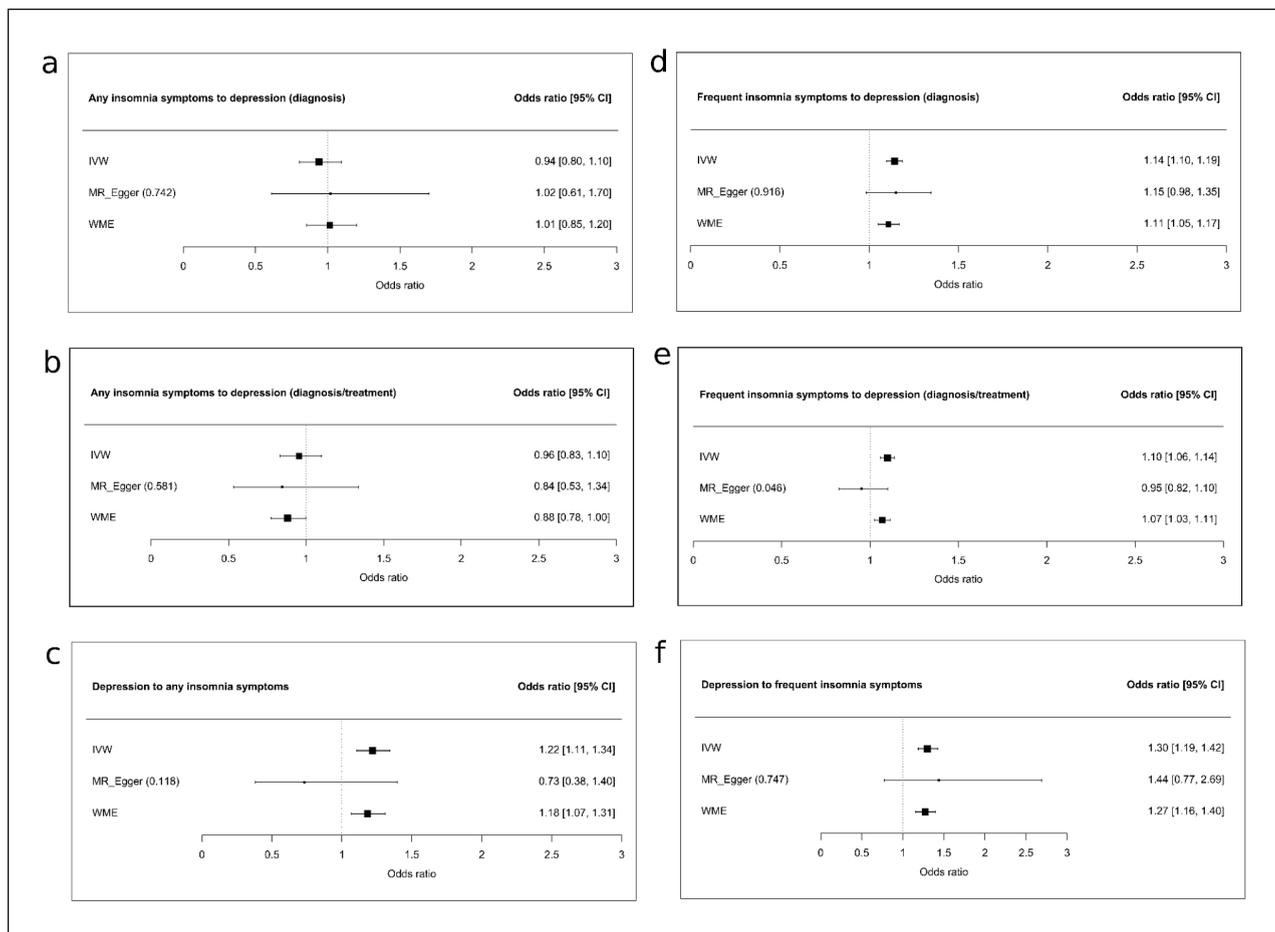 a
Any insomnia symptoms to depression (diagnosis) Odds ratio [95% CI]
IVW 0.94 [0.80, 1.10]
MR_Egger (0.742) 1.02 [0.61, 1.70]
WME 1.01 [0.85, 1.20]
0 0.5 1 1.5 2 2.5 3
Odds ratio
b
Any insomnia symptoms to depression (diagnosis/treatment) Odds ratio [95% CI]
IVW 0.96 [0.83, 1.10]
MR_Egger (0.581) 0.84 [0.53, 1.34]
WME 0.88 [0.78, 1.00]
0 0.5 1 1.5 2 2.5 3
Odds ratio
c
Depression to any insomnia symptoms Odds ratio [95% CI]
IVW 1.22 [1.11, 1.34]
MR_Egger (0.118) 0.73 [0.38, 1.40]
WME 1.18 [1.07, 1.31]
0 0.5 1 1.5 2 2.5 3
Odds ratio
d
Frequent insomnia symptoms to depression (diagnosis) Odds ratio [95% CI]
IVW 1.14 [1.10, 1.19]
MR_Egger (0.916) 1.15 [0.98, 1.35]
WME 1.11 [1.05, 1.17]
0 0.5 1 1.5 2 2.5 3
Odds ratio
e
Frequent insomnia symptoms to depression (diagnosis/treatment) Odds ratio [95% CI]
IVW 1.10 [1.06, 1.14]
MR_Egger (0.046) 0.95 [0.82, 1.10]
WME 1.07 [1.03, 1.11]
0 0.5 1 1.5 2 2.5 3
Odds ratio
f
Depression to frequent insomnia symptoms Odds ratio [95% CI]
IVW 1.30 [1.19, 1.42]
MR_Egger (0.747) 1.44 [0.77, 2.69]
WME 1.27 [1.16, 1.40]
0 0.5 1 1.5 2 2.5 3
Odds ratio